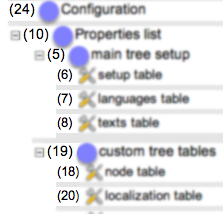 (24) Configuration
(10) Properties list
(5) main tree setup
(6) setup table
(7) languages table
(8) texts table
(19) custom tree tables
(18) node table
(20) localization table